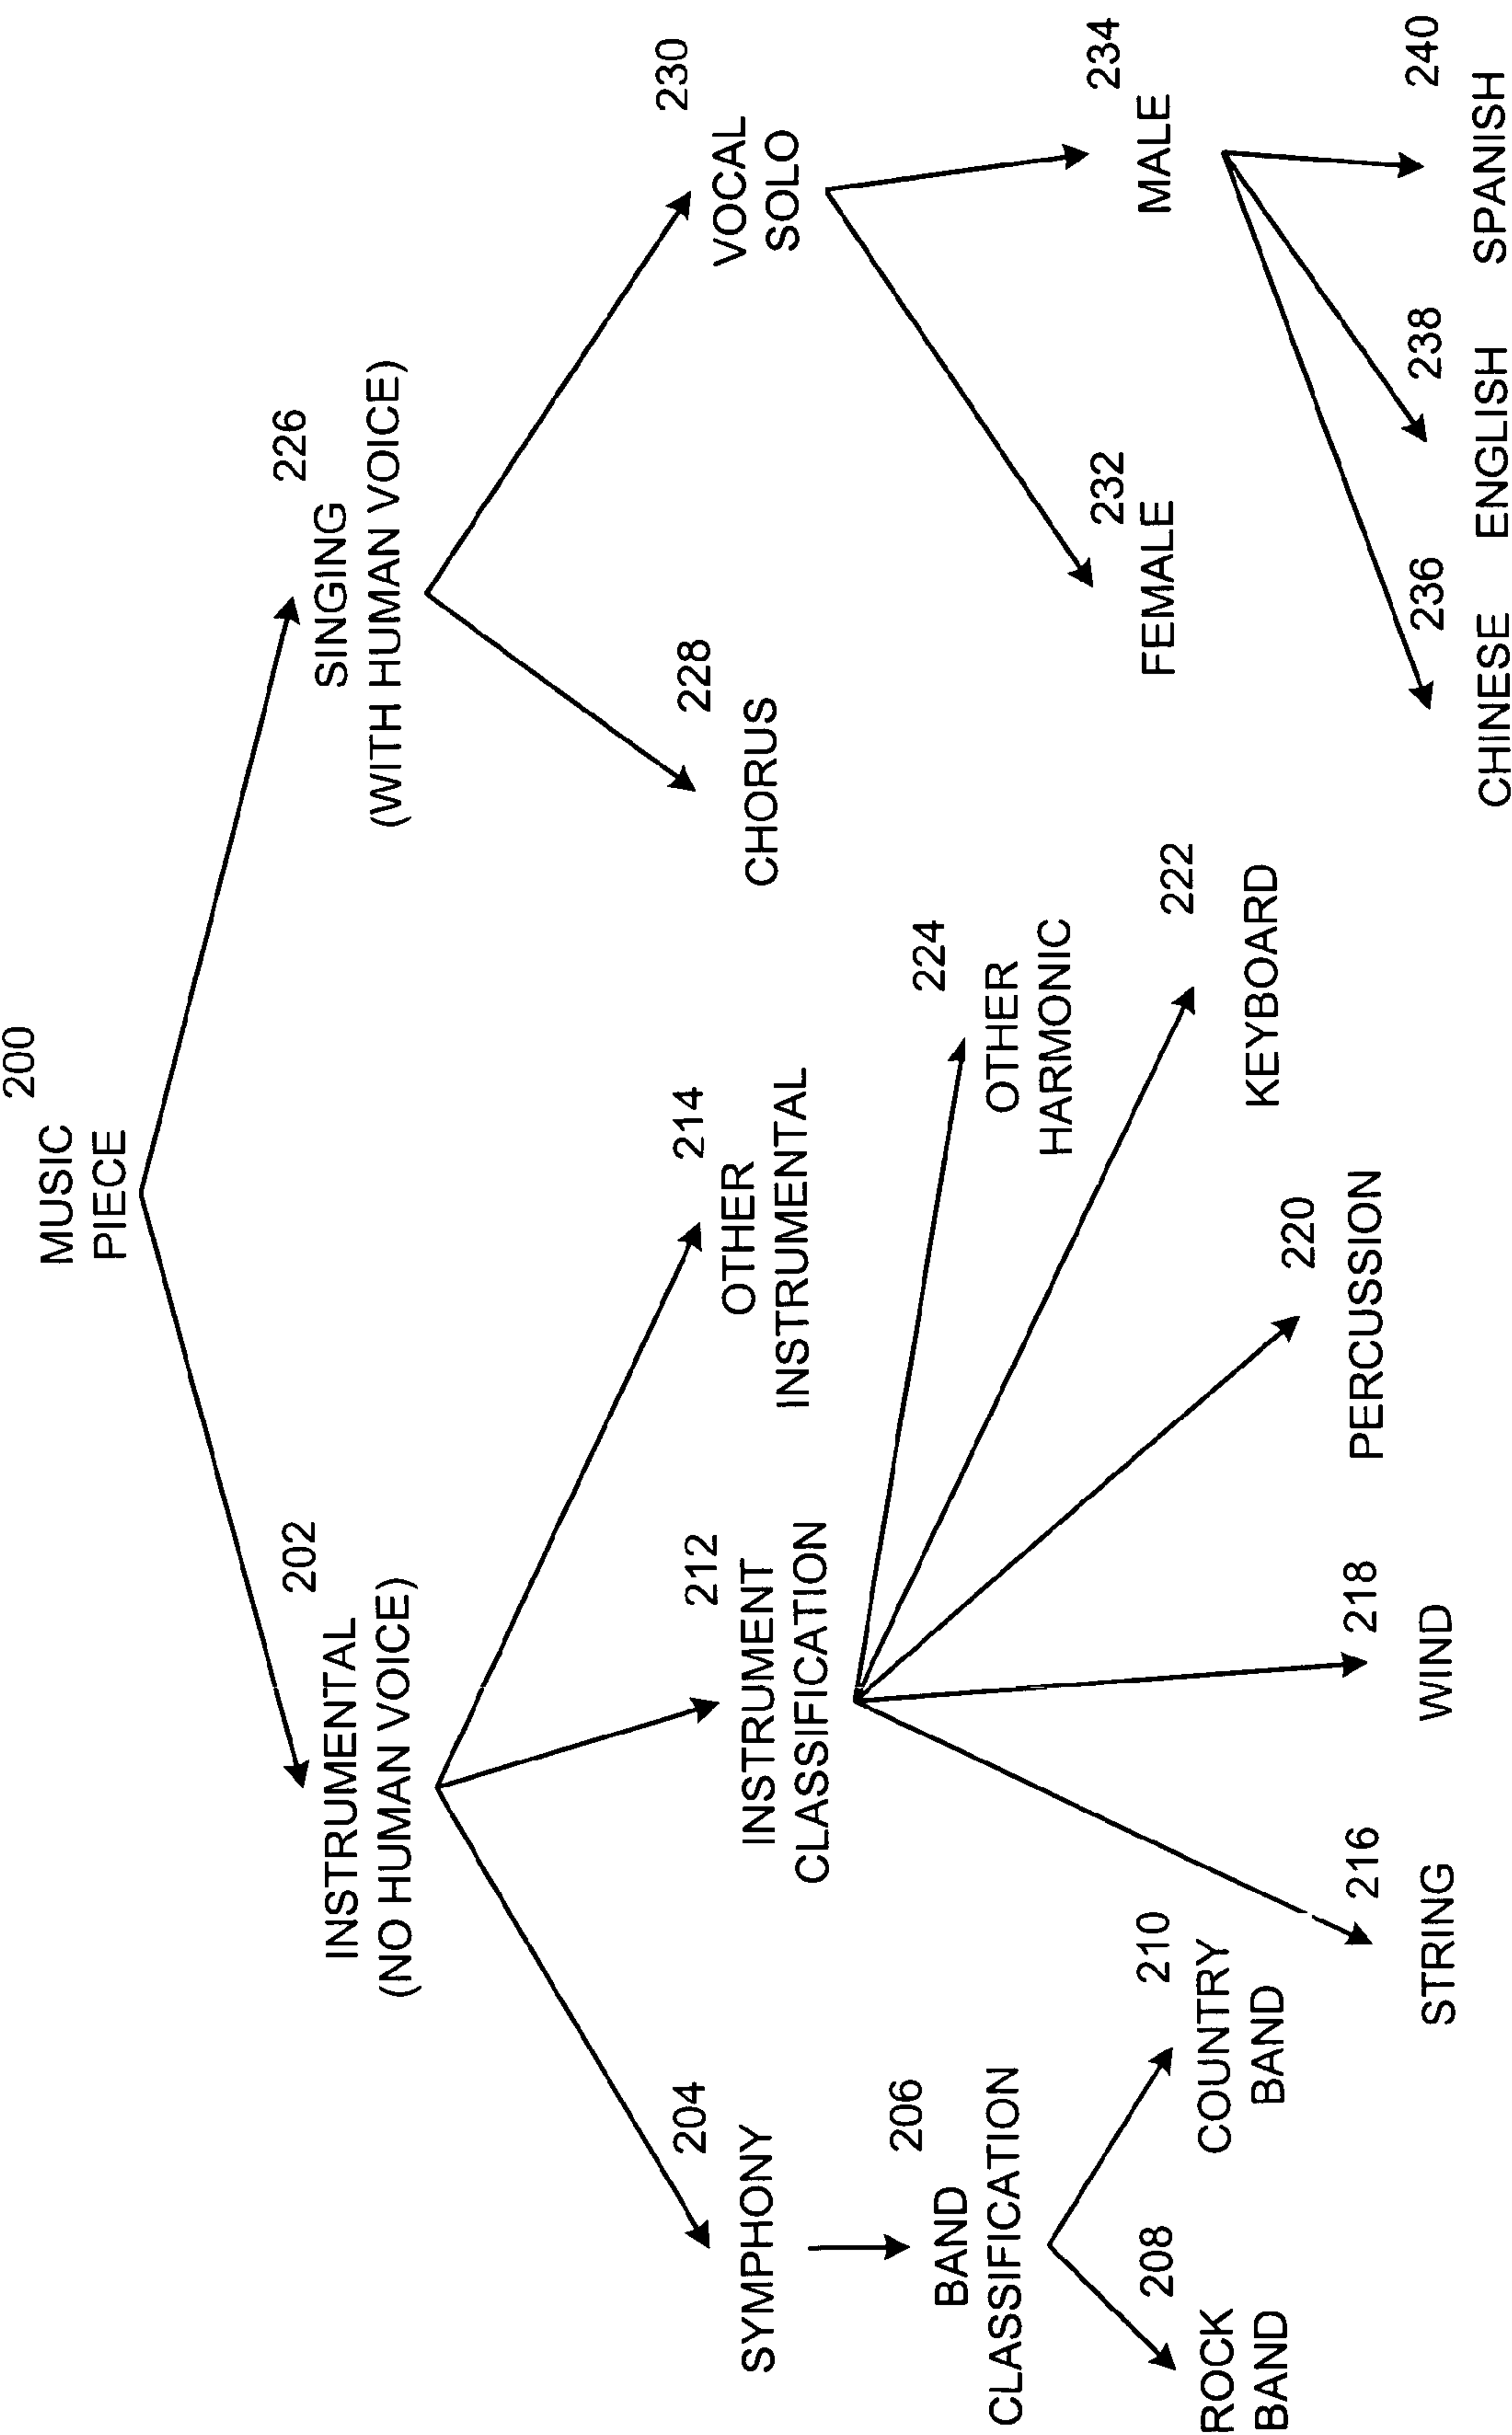 200
MUSIC
PIECE
202
INSTRUMENTAL
(NO HUMAN VOICE)
226
SINGING
(WITH HUMAN VOICE)
204
SYMPHONY
212
INSTRUMENT
CLASSIFICATION
214
OTHER
INSTRUMENTAL
228
CHORUS
230
VOCAL
SOLO
206
BAND
CLASSIFICATION
224
OTHER
HARMONIC
208
ROCK
BAND
210
COUNTRY
BAND
216
STRING
218
WIND
220
PERCUSSION
222
KEYBOARD
232
FEMALE
234
MALE
236
CHINESE
238
ENGLISH
240
SPANISH